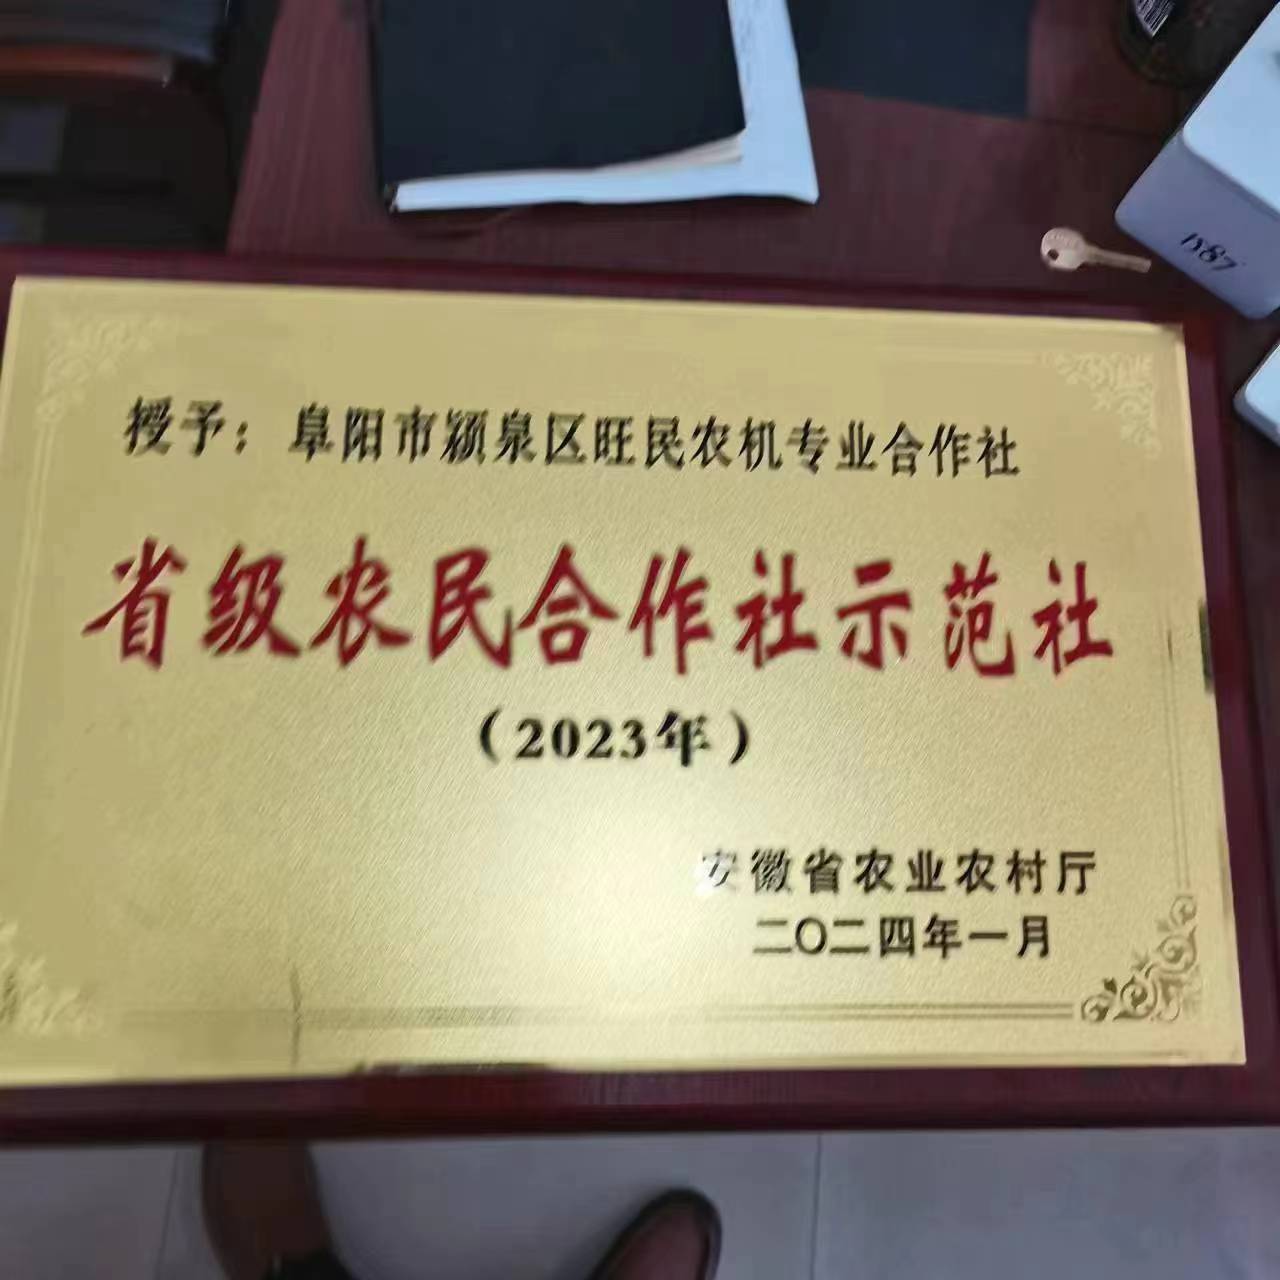 1587
授予：阜阳市颍泉区旺民农机专业合作社
省级农民合作社示范社
（2023年）
安徽省农业农村厅
二〇二四年一月